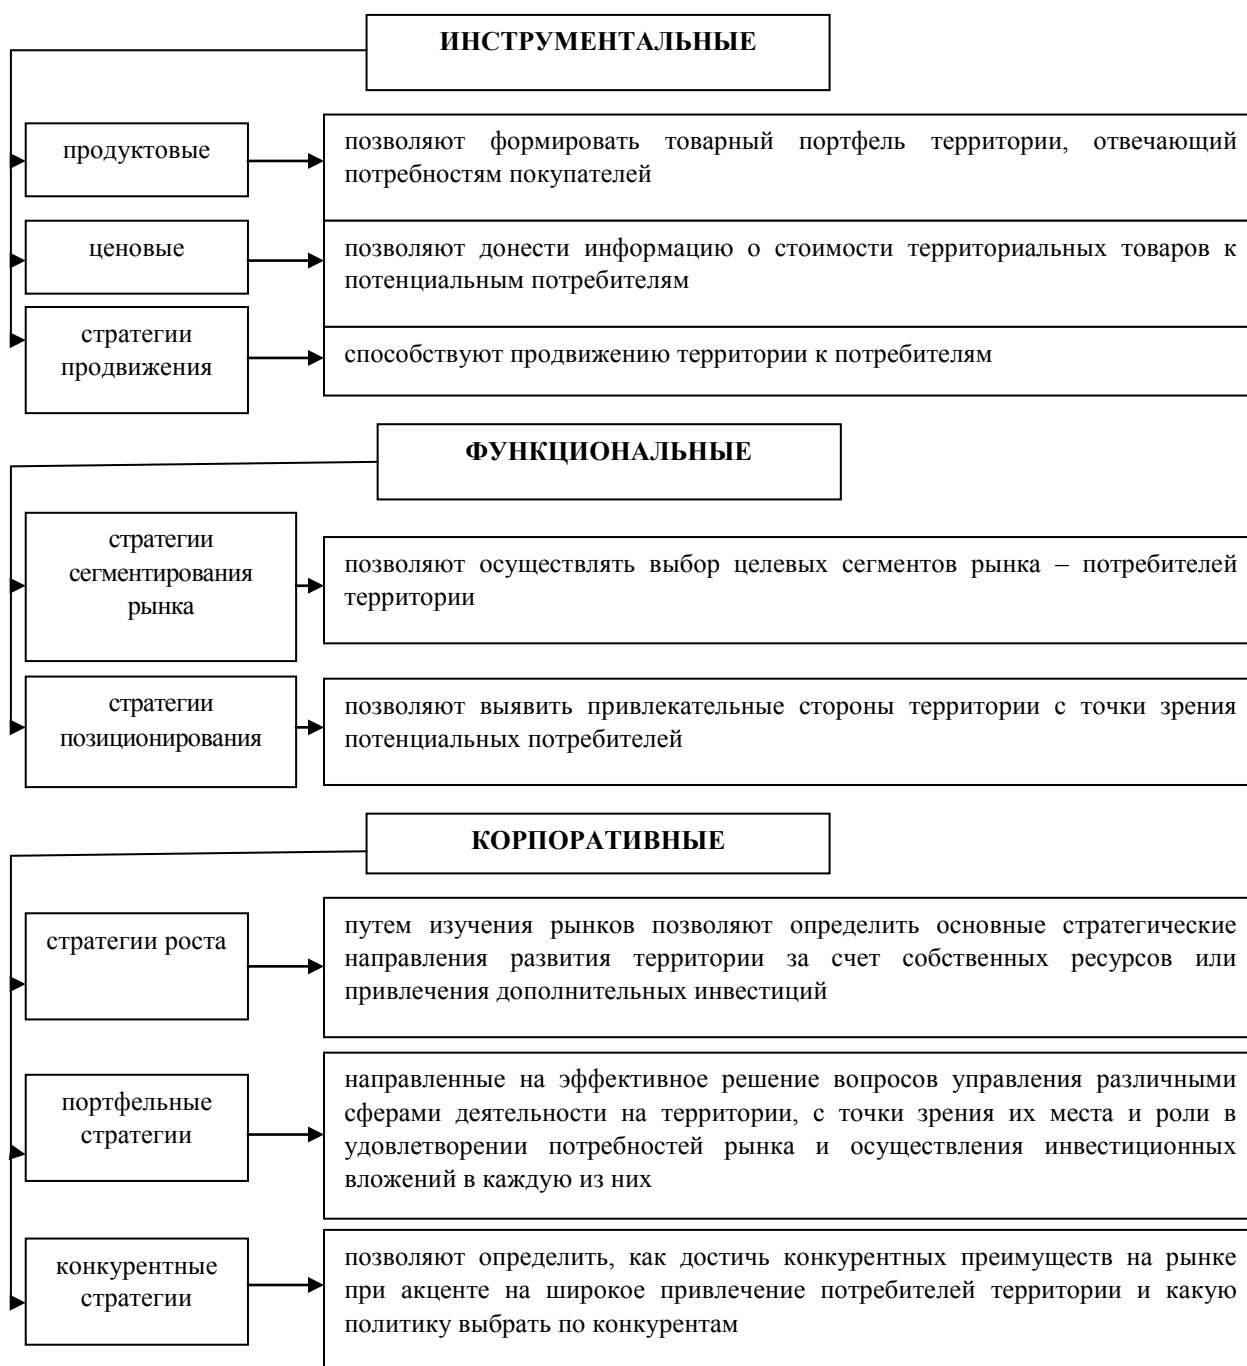 ИНСТРУМЕНТАЛЬНЫЕ
продуктовые
позволяют формировать товарный портфель территории, отвечающий
потребностям покупателей
ценовые
позволяют донести информацию о стоимости территориальных товаров к
потенциальным потребителям
стратегии
продвижения
способствуют продвижению территории к потребителям
ФУНКЦИОНАЛЬНЫЕ
стратегии
сегментирования
рынка
позволяют осуществлять выбор целевых сегментов рынка – потребителей
территории
стратегии
позиционирования
позволяют выявить привлекательные стороны территории с точки зрения
потенциальных потребителей
КОРПОРАТИВНЫЕ
стратегии роста
путем изучения рынков позволяют определить основные стратегические
направления развития территории за счет собственных ресурсов или
привлечения дополнительных инвестиций
портфельные
стратегии
направленные на эффективное решение вопросов управления различными
сферами деятельности на территории, с точки зрения их места и роли в
удовлетворении потребностей рынка и осуществления инвестиционных
вложений в каждую из них
конкурентные
стратегии
позволяют определить, как достичь конкурентных преимуществ на рынке
при акценте на широкое привлечение потребителей территории и какую
политику выбрать по конкурентам